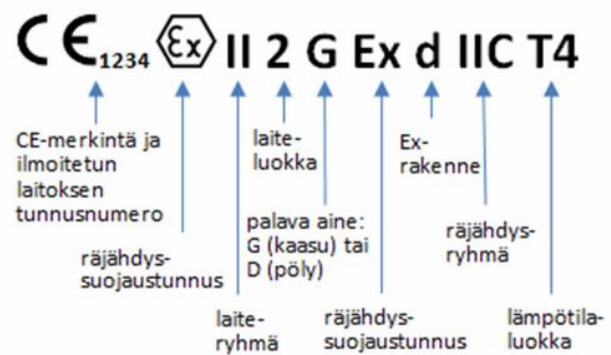 CE 1234 Ex II 2 G Ex d IIC T4
CE-merkintä ja
ilmoitetun
laitoksen
tunnusnumero
räjähdys-
suojaustunnus
laite-
ryhmä
laite-
luokka
palava aine:
G (kaasu) tai
D (pöly)
räjähdys-
suojaustunnus
Ex-
rakenne
räjähdys-
ryhmä
lämpötila-
luokka